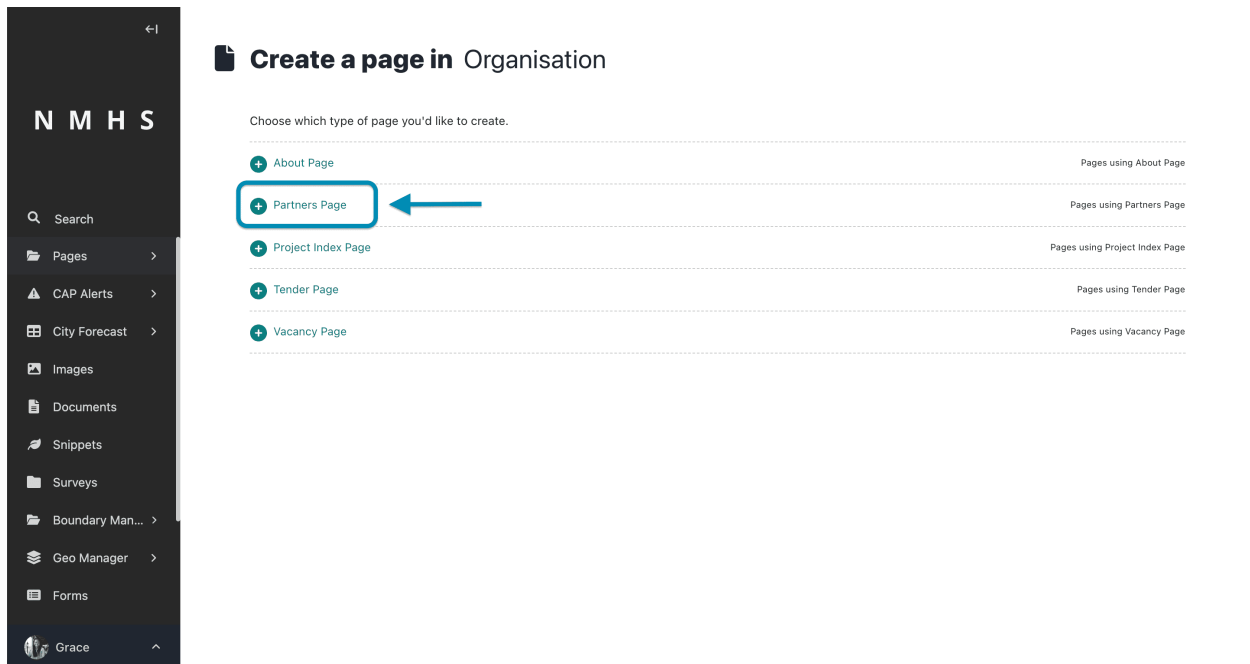 N M H S
Search
Pages
CAP Alerts
City Forecast
Images
Documents
Snippets
Surveys
Boundary Man...
Geo Manager
Forms
Grace
Create a page in Organisation
Choose which type of page you'd like to create.
About Page Pages using About Page
Partners Page Pages using Partners Page
Project Index Page Pages using Project Index Page
Tender Page Pages using Tender Page
Vacancy Page Pages using Vacancy Page